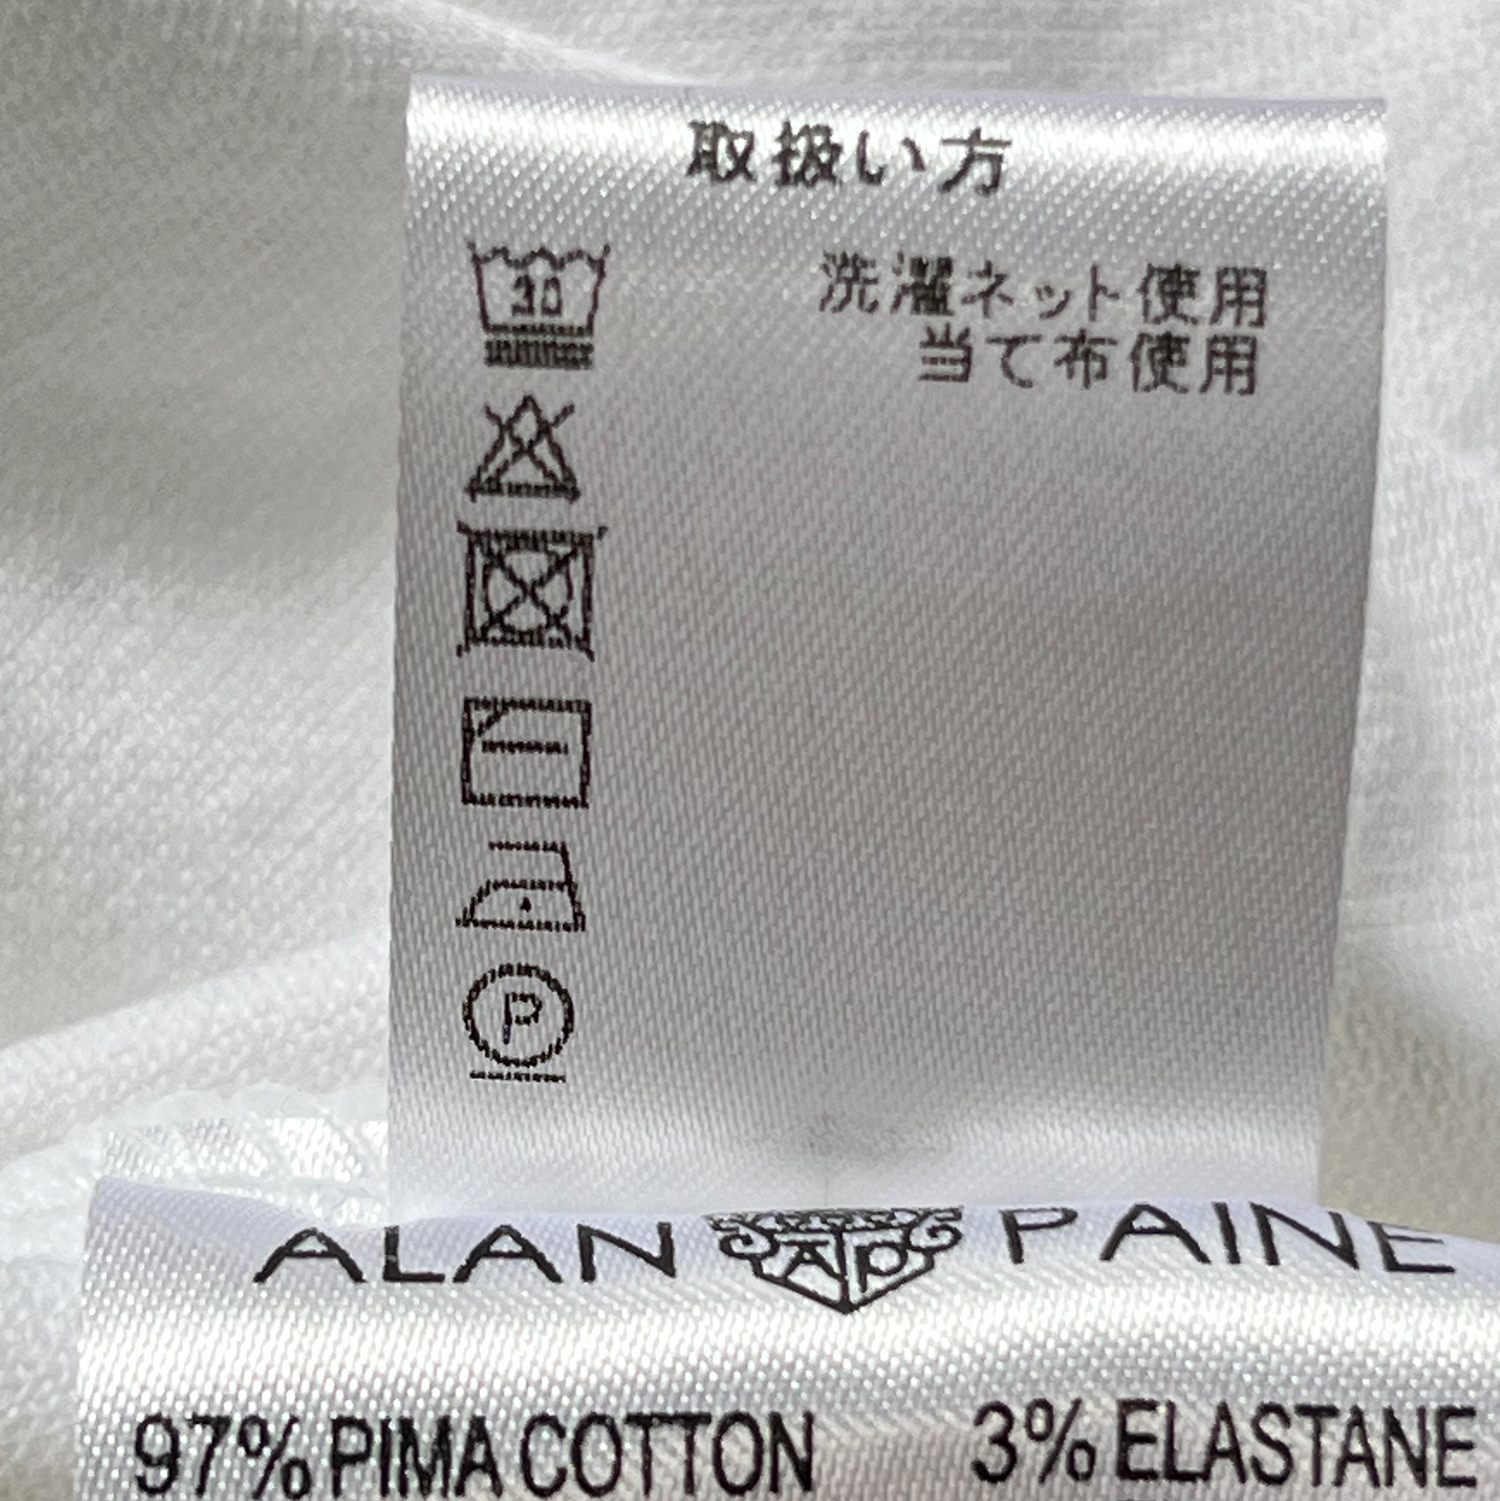 取扱い方
30
洗濯ネット使用
当て布使用
P
ALAN AP PAINE
97% PIMA COTTON 3% ELASTANE